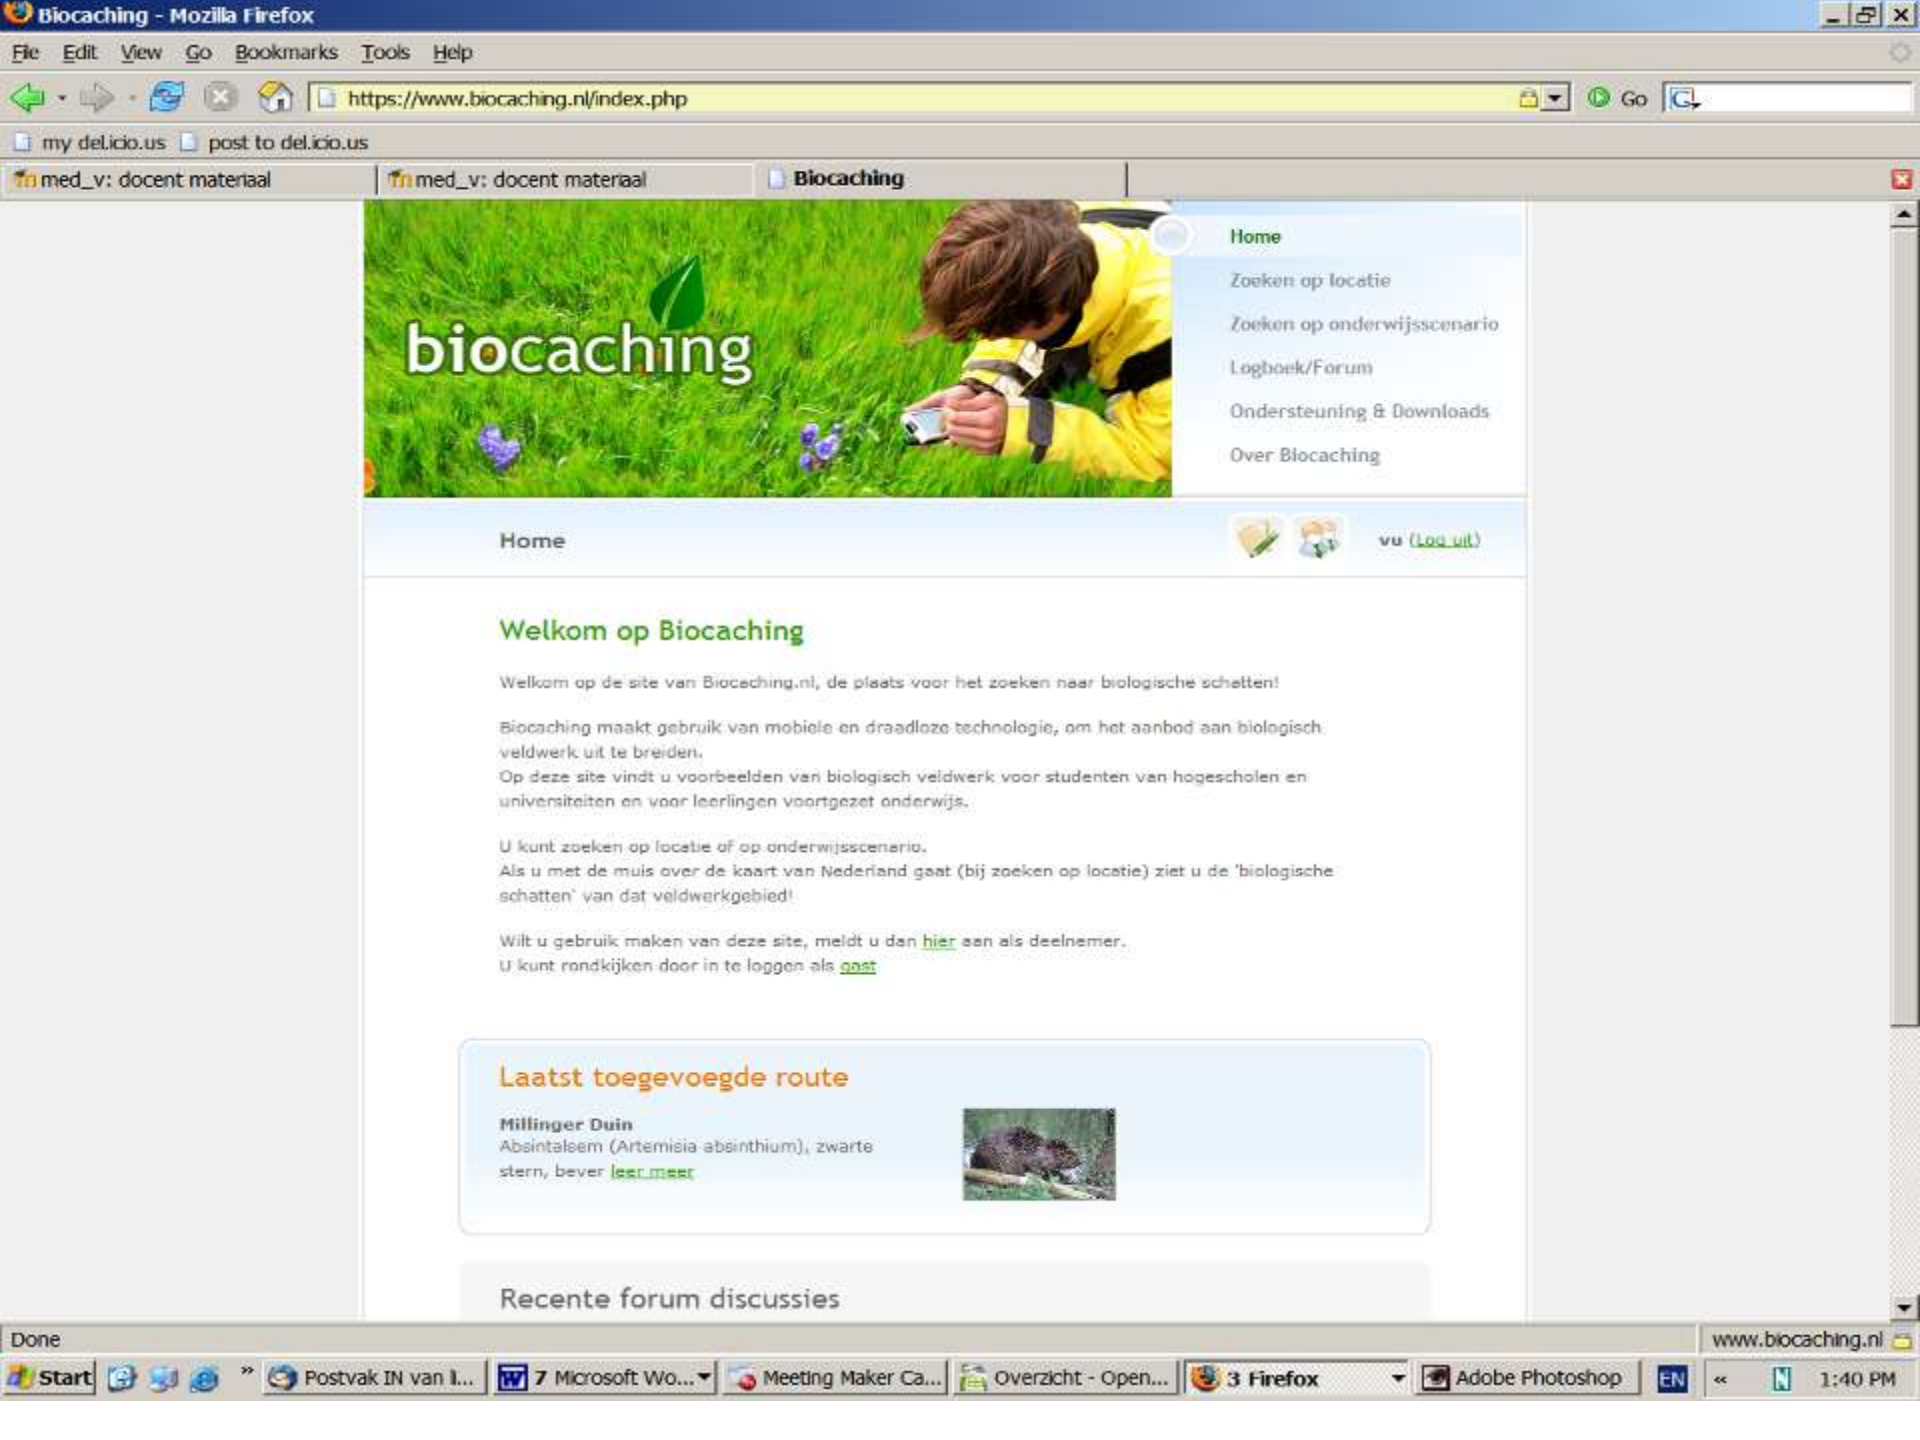 Biocaching - Mozilla Firefox
File Edit View Go Bookmarks Tools Help
https://www.biocaching.nl/index.php
Go
my del.icio.us post to del.icio.us
med_v: docent materiaal
med_v: docent materiaal
Biocaching
biocaching
Home
Zoeken op locatie
Zoeken op onderwijsscenario
Logboek/Forum
Ondersteuning & Downloads
Over Biocaching
Home
vu (Log uit)
Welkom op Biocaching
Welkom op de site van Biocaching.nl, de plaats voor het zoeken naar biologische schatten!
Biocaching maakt gebruik van mobiele en draadloze technologie, om het aanbod aan biologisch
veldwerk uit te breiden.
Op deze site vindt u voorbeelden van biologisch veldwerk voor studenten van hogescholen en
universiteiten en voor leerlingen voortgezet onderwijs.
U kunt zoeken op locatie of op onderwijsscenario.
Als u met de muis over de kaart van Nederland gaat (bij zoeken op locatie) ziet u de 'biologische
schatten' van dat veldwerkgebied!
Wilt u gebruik maken van deze site, meldt u dan hier aan als deelnemer.
U kunt rondkijken door in te loggen als gast
Laatst toegevoegde route
Millinger Duin
Absintalsem (Artemisia absinthium), zwarte
stern, bever leer meer
Recente forum discussies
Done
www.biocaching.nl
Start » Postvak IN van l... 7 Microsoft Wo... Meeting Maker Ca... Overzicht - Open... 3 Firefox Adobe Photoshop EN « 1:40 PM